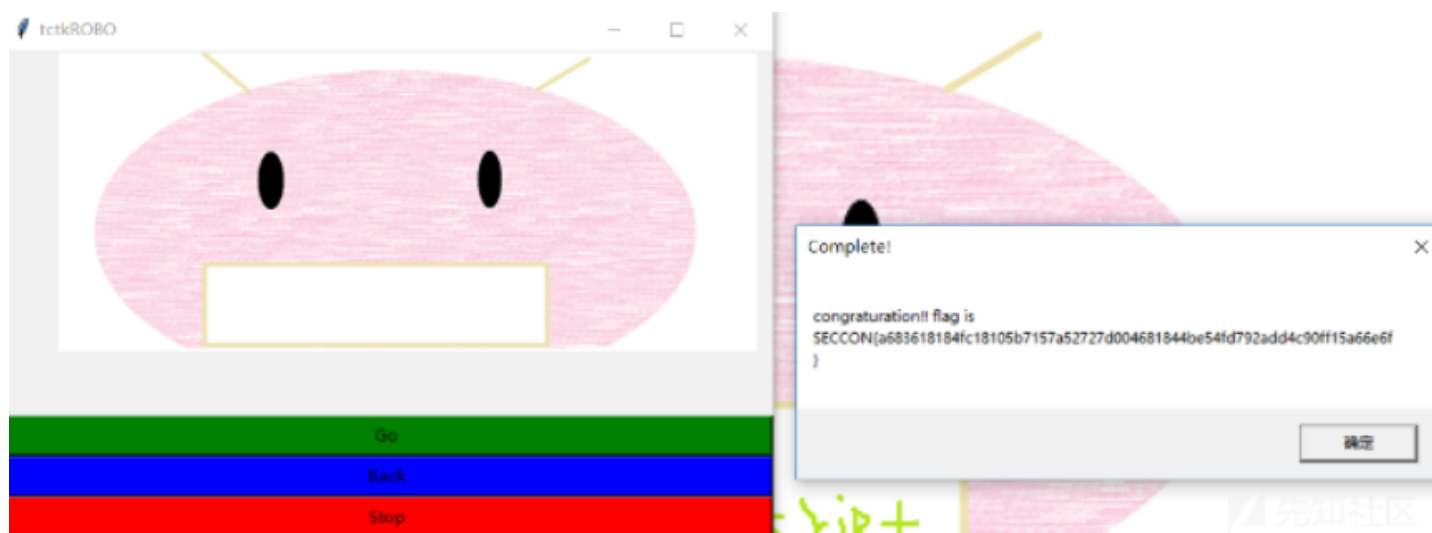 tctkROBO
Go
Back
Stop
Complete!
congraturation!! flag is
SECCON{a683618184fc18105b7157a52727d004681844be54fd792add4c90ff15a66e6f
}
确定
先知社区